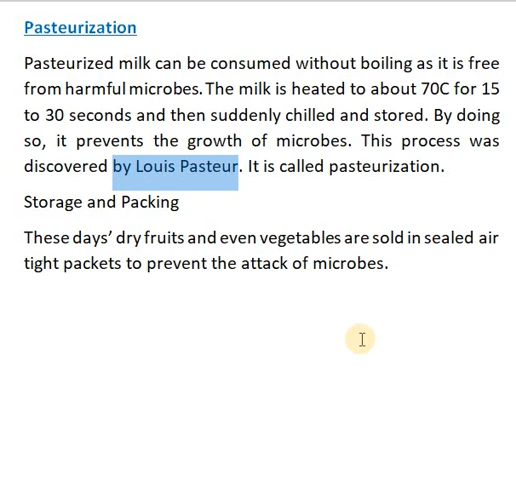 Pasteurization
Pasteurized milk can be consumed without boiling as it is free
from harmful microbes. The milk is heated to about 70C for 15
to 30 seconds and then suddenly chilled and stored. By doing
so, it prevents the growth of microbes. This process was
discovered by Louis Pasteur. It is called pasteurization.
Storage and Packing
These days’ dry fruits and even vegetables are sold in sealed air
tight packets to prevent the attack of microbes.